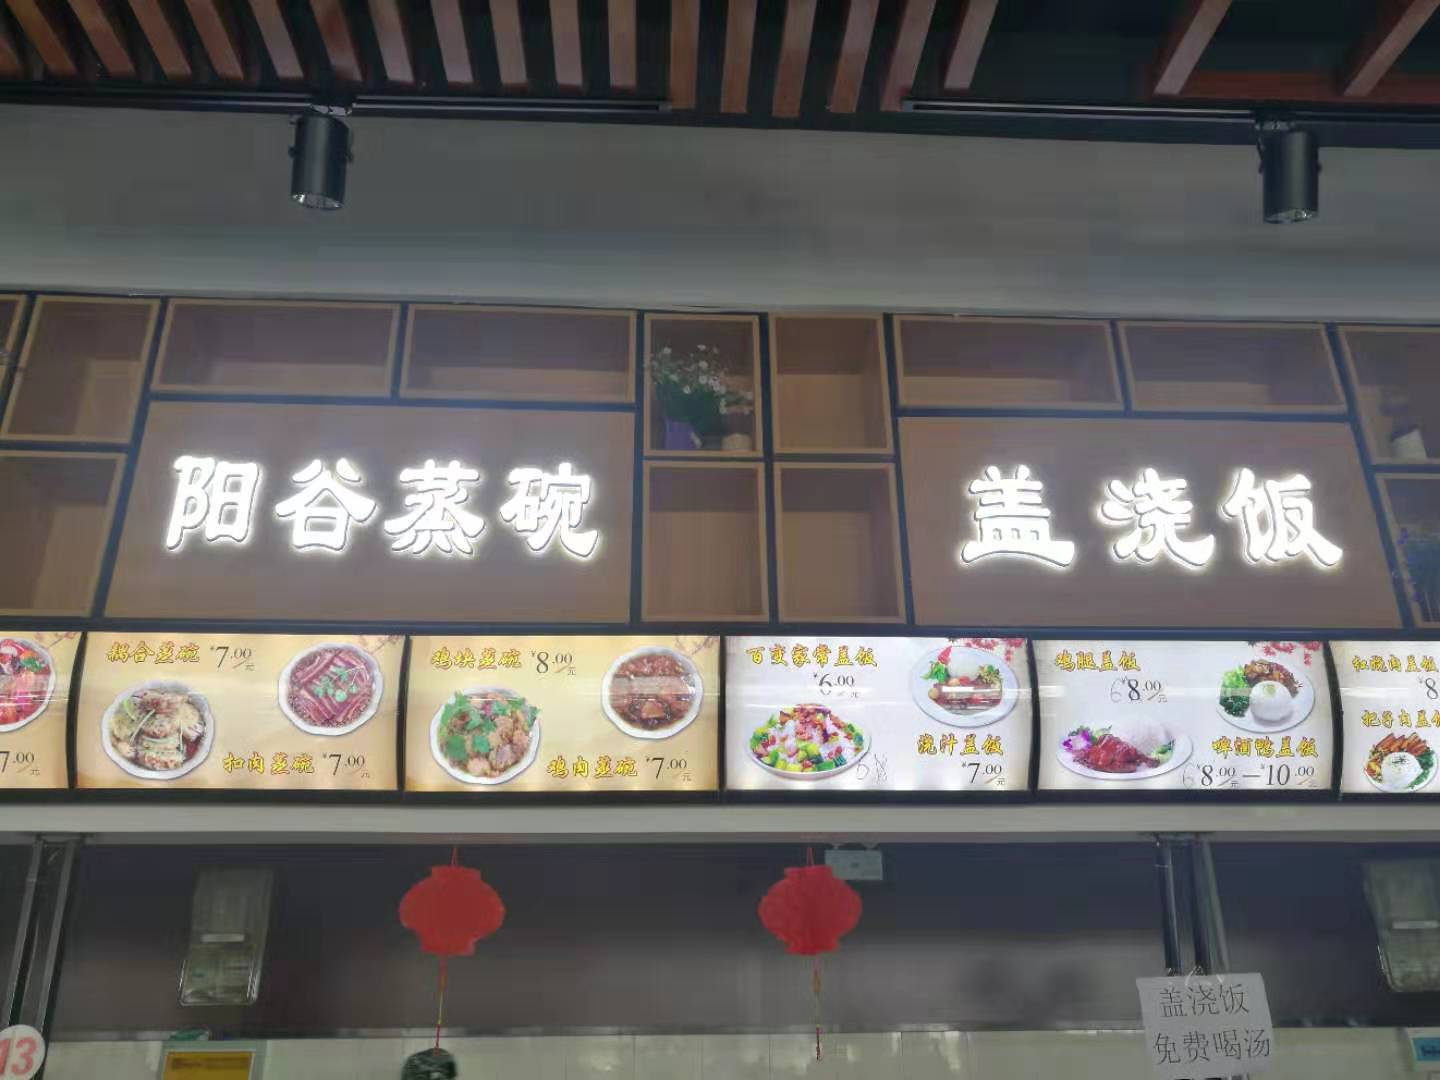 阳谷蒸碗
盖浇饭
7.00
藕合蒸碗 ¥7.00元
扣肉蒸碗 ¥7.00元
鸡块蒸碗 ¥8.00元
鸡肉蒸碗 ¥7.00元
百变家常盖饭
¥6.00元
浇汁盖饭
¥7.00元
鸡腿盖饭
¥8.00元
啤酒鸭盖饭
¥8.00元—¥10.00元
红烧肉盖饭
¥8
把子肉盖饭
盖浇饭
免费喝汤
13